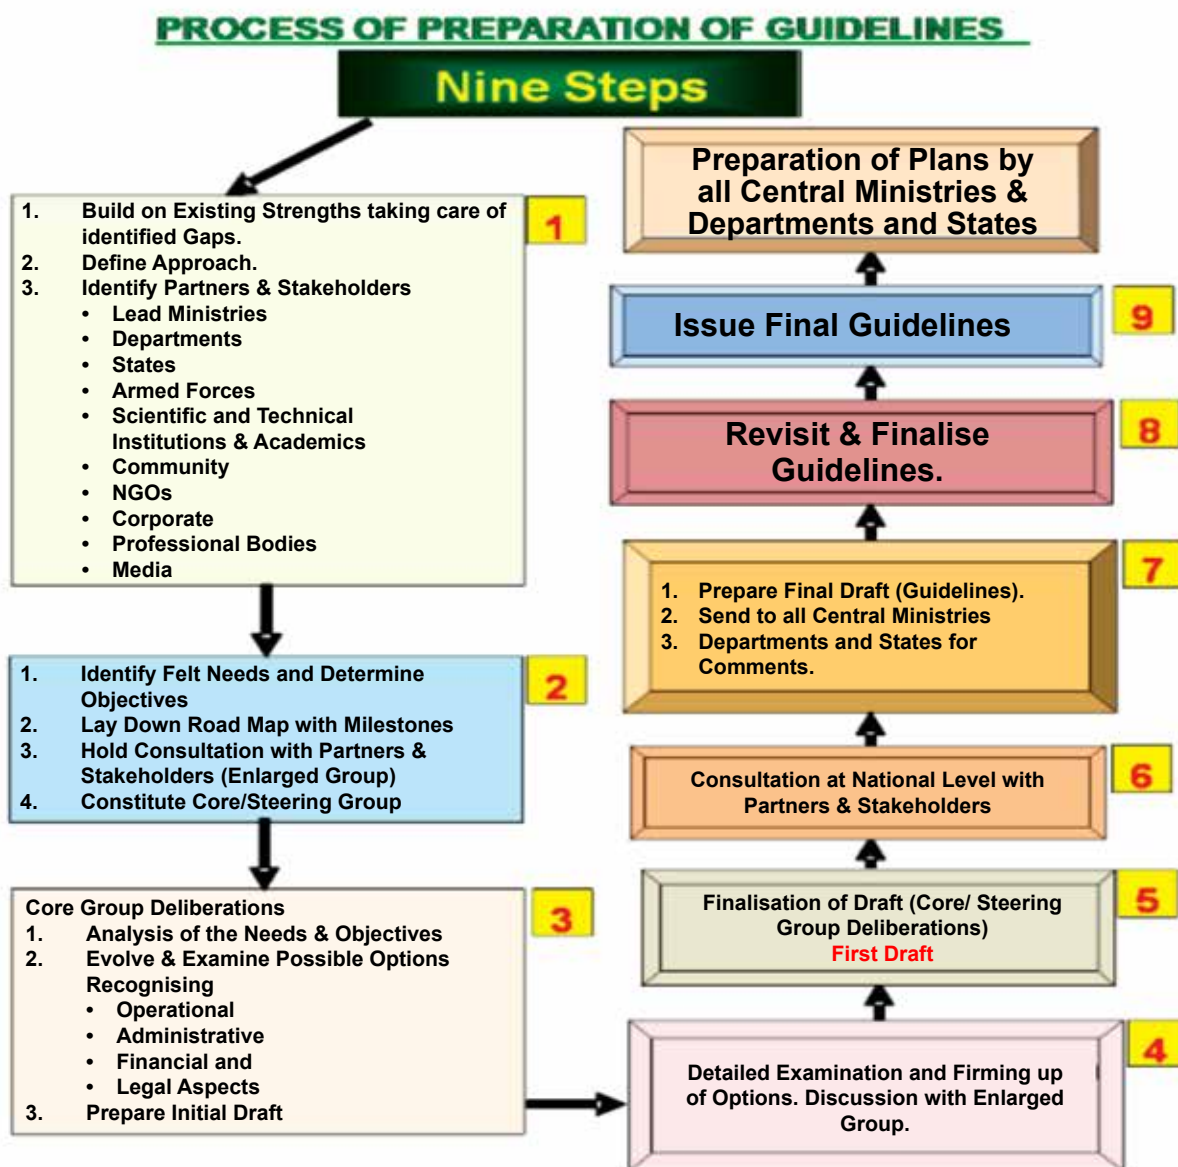 PROCESS OF PREPARATION OF GUIDELINES
Nine Steps
1
1. Build on Existing Strengths taking care of
identified Gaps.
2. Define Approach.
3. Identify Partners & Stakeholders
• Lead Ministries
• Departments
• States
• Armed Forces
• Scientific and Technical
Institutions & Academics
• Community
• NGOs
• Corporate
• Professional Bodies
• Media
2
1. Identify Felt Needs and Determine
Objectives
2. Lay Down Road Map with Milestones
3. Hold Consultation with Partners &
Stakeholders (Enlarged Group)
4. Constitute Core/Steering Group
3
Core Group Deliberations
1. Analysis of the Needs & Objectives
2. Evolve & Examine Possible Options
Recognising
• Operational
• Administrative
• Financial and
• Legal Aspects
3. Prepare Initial Draft
4
Detailed Examination and Firming up
of Options. Discussion with Enlarged
Group.
5
Finalisation of Draft (Core/ Steering
Group Deliberations)
First Draft
6
Consultation at National Level with
Partners & Stakeholders
7
1. Prepare Final Draft (Guidelines).
2. Send to all Central Ministries
3. Departments and States for
Comments.
8
Revisit & Finalise
Guidelines.
9
Issue Final Guidelines
Preparation of Plans by
all Central Ministries &
Departments and States